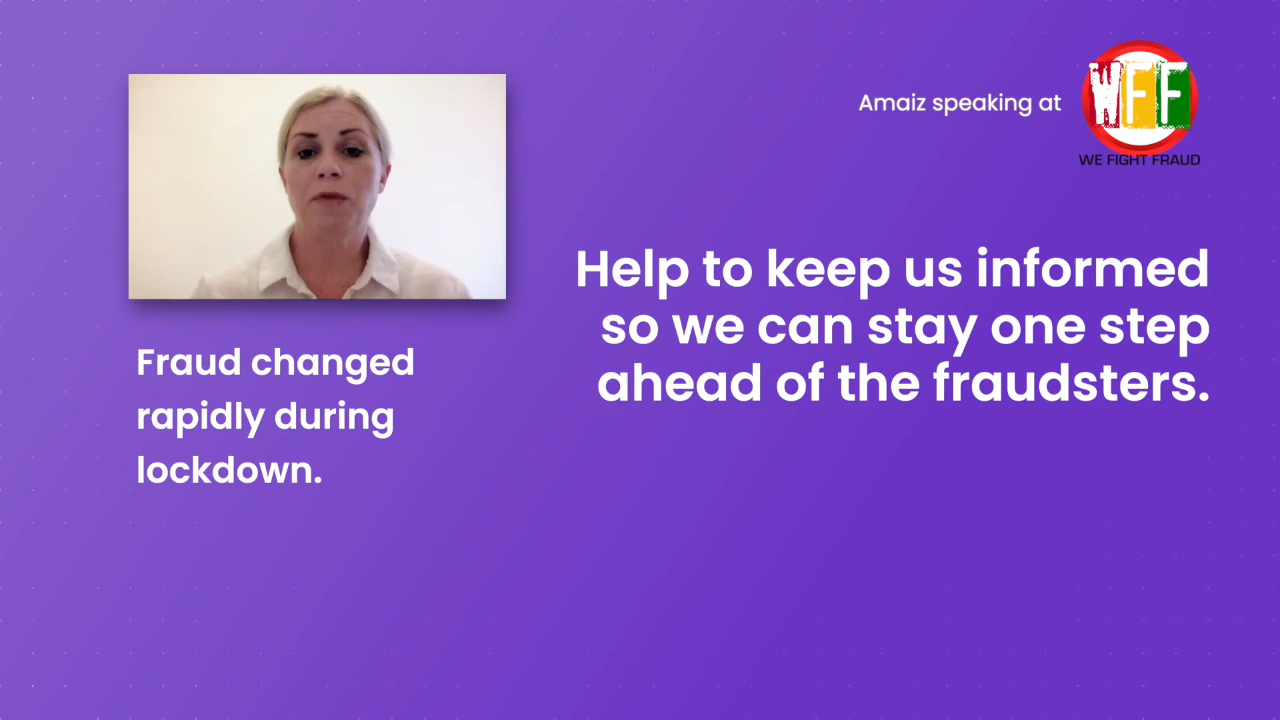 Amaiz speaking at
WFF
WE FIGHT FRAUD
Help to keep us informed
so we can stay one step
ahead of the fraudsters.
Fraud changed
rapidly during
lockdown.